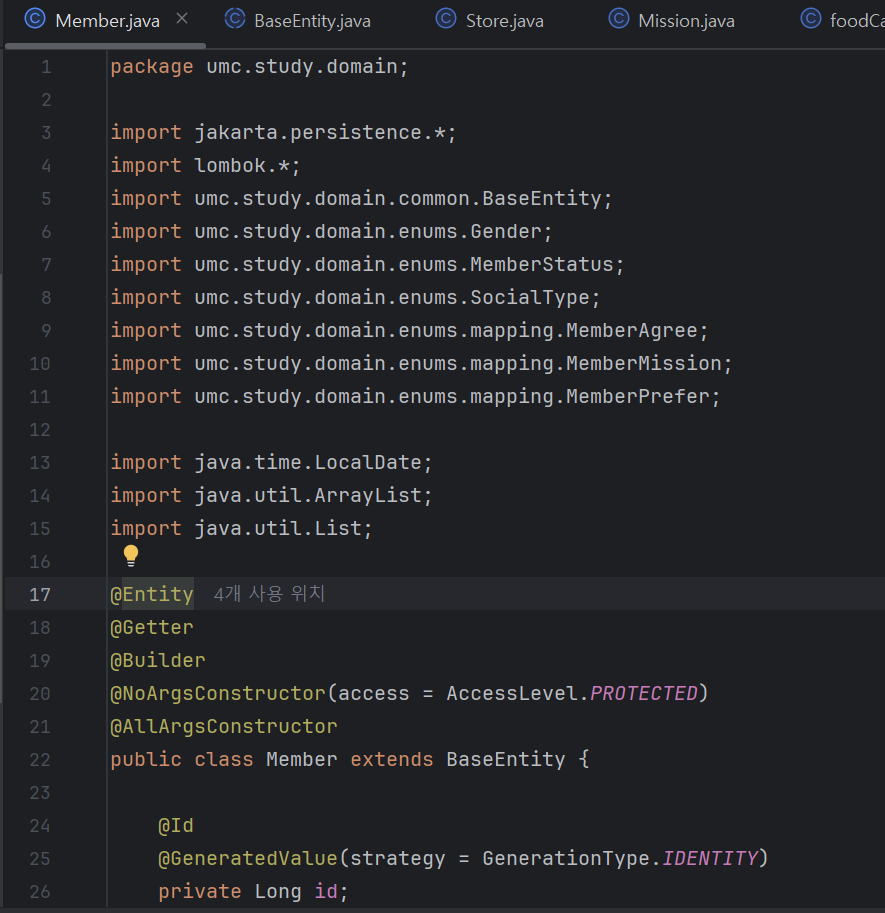 Member.java × BaseEntity.java Store.java Mission.java foodCa
1 package umc.study.domain;
2
3 import jakarta.persistence.*;
4 import lombok.*;
5 import umc.study.domain.common.BaseEntity;
6 import umc.study.domain.enums.Gender;
7 import umc.study.domain.enums.MemberStatus;
8 import umc.study.domain.enums.SocialType;
9 import umc.study.domain.enums.mapping.MemberAgree;
10 import umc.study.domain.enums.mapping.MemberMission;
11 import umc.study.domain.enums.mapping.MemberPrefer;
12
13 import java.time.LocalDate;
14 import java.util.ArrayList;
15 import java.util.List;
16
17 @Entity 4개 사용 위치
18 @Getter
19 @Builder
20 @NoArgsConstructor(access = AccessLevel.PROTECTED)
21 @AllArgsConstructor
22 public class Member extends BaseEntity {
23
24 @Id
25 @GeneratedValue(strategy = GenerationType.IDENTITY)
26 private Long id;